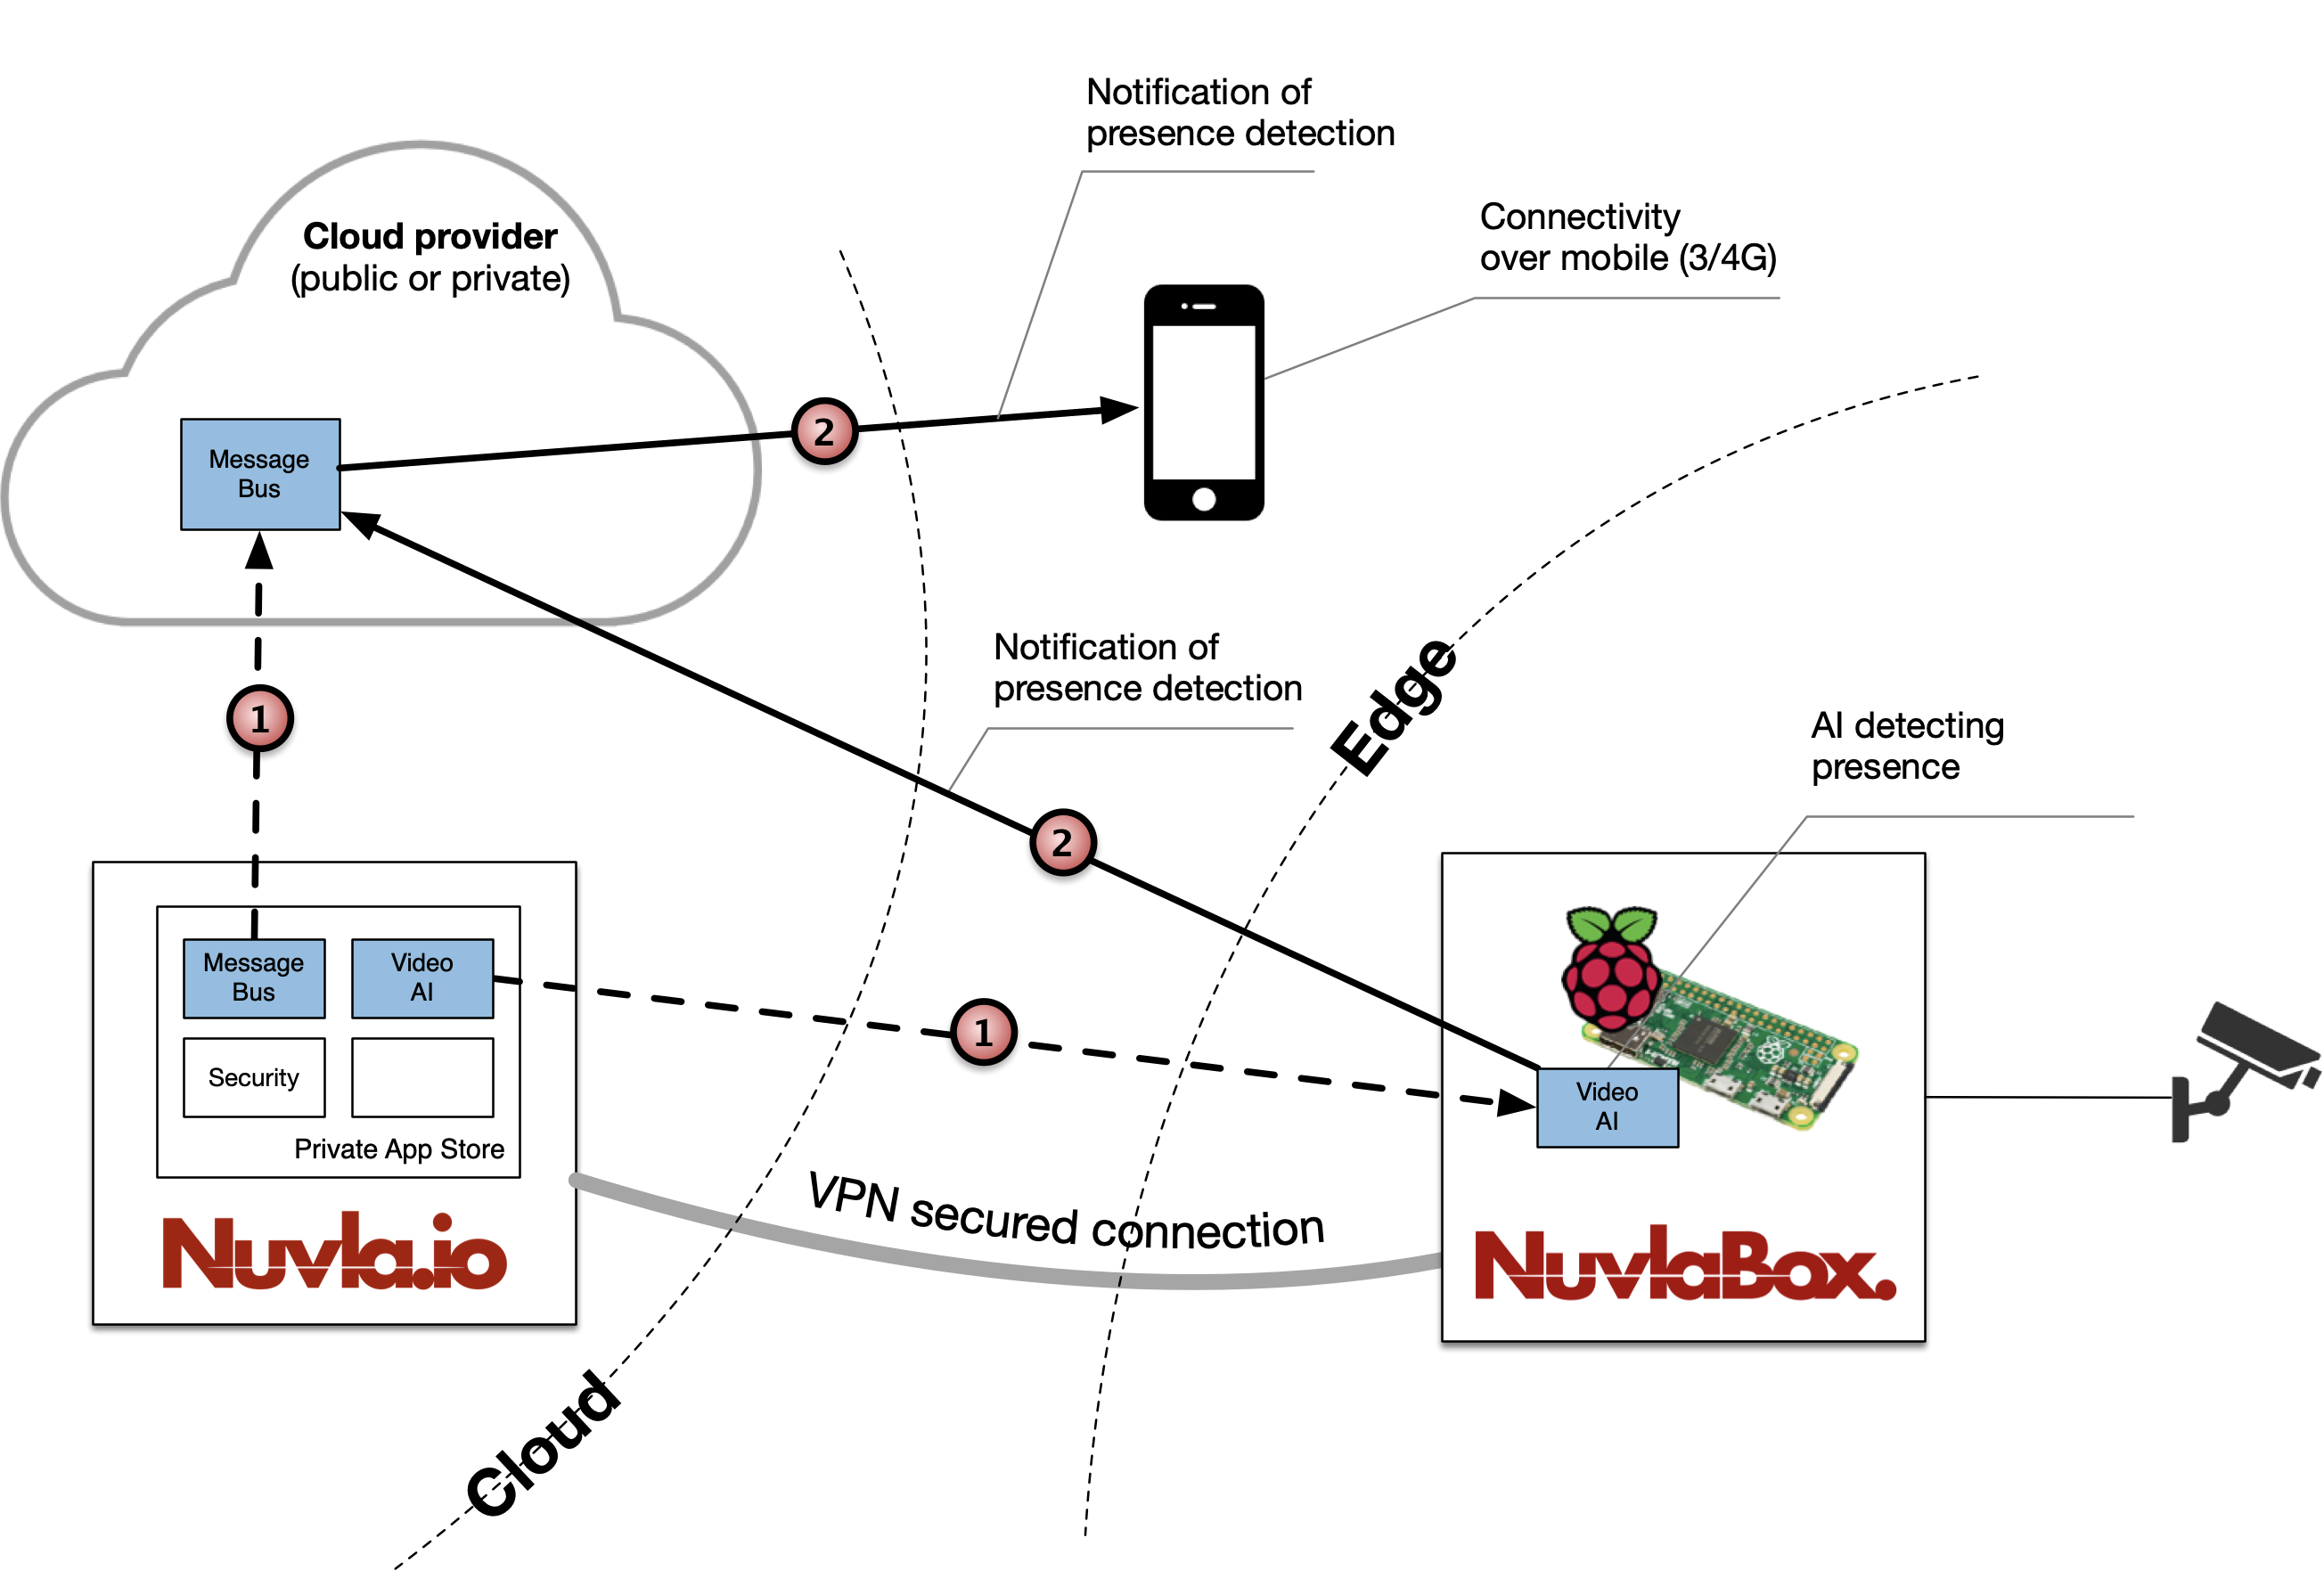 Notification of
presence detection
Connectivity
over mobile (3/4G)
Cloud provider
(public or private)
2
Message
Bus
Notification of
presence detection
Edge
1
AI detecting
presence
2
Message
Bus
Video
AI
1
Security
Video
AI
Private App Store
VPN secured connection
Nuvla.io
NuvlaBox.
Cloud